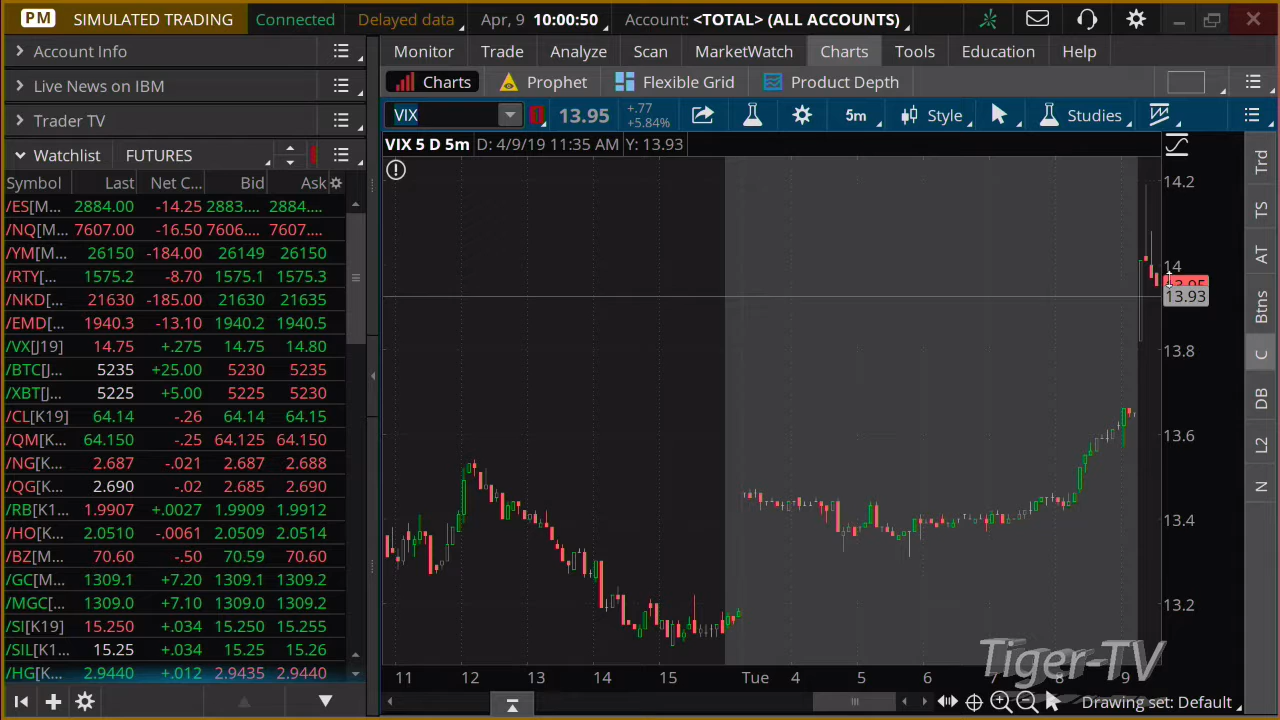 PM SIMULATED TRADING Connected Delayed data Apr, 9 10:00:50 Account: <TOTAL> (ALL ACCOUNTS)
Account Info
Live News on IBM
Trader TV
Watchlist FUTURES
Symbol Last Net C... Bid Ask
/ES[M... 2884.00 -14.25 2883.... 2884....
/NQ[M... 7607.00 -16.50 7606.... 7607....
/YM[M... 26150 -184.00 26149 26150
/RTY[... 1575.2 -8.70 1575.1 1575.3
/NKD[... 21630 -185.00 21630 21635
/EMD[... 1940.3 -13.10 1940.2 1940.5
/VX[J19] 14.75 +.275 14.75 14.80
/BTC[J... 5235 +25.00 5230 5235
/XBT[J... 5225 +5.00 5225 5230
/CL[K19] 64.14 -.26 64.14 64.15
/QM[K... 64.150 -.25 64.125 64.150
/NG[K... 2.687 -.021 2.687 2.688
/QG[K... 2.690 -.02 2.685 2.690
/RB[K1... 1.9907 +.0027 1.9909 1.9912
/HO[K... 2.0510 -.0061 2.0509 2.0514
/BZ[M... 70.60 -.50 70.59 70.60
/GC[M... 1309.1 +7.20 1309.1 1309.2
/MGC[... 1309.0 +7.10 1309.0 1309.2
/SI[K19] 15.250 +.034 15.250 15.255
/SIL[K1... 15.25 +.034 15.25 15.26
/HG[K... 2.9440 +.012 2.9435 2.9440
Monitor Trade Analyze Scan MarketWatch Charts Tools Education Help
Charts Prophet Flexible Grid Product Depth
VIX 13.95 +.77 +5.84% 5m Style Studies
VIX 5 D 5m D: 4/9/19 11:35 AM Y: 13.93
14.2
14
13.95
13.93
13.8
13.6
13.4
13.2
11 12 13 14 15 Tue 4 5 6 7 8 9
Tiger-TV
Drawing set: Default
Trd
TS
AT
Btns
C
DB
L2
N